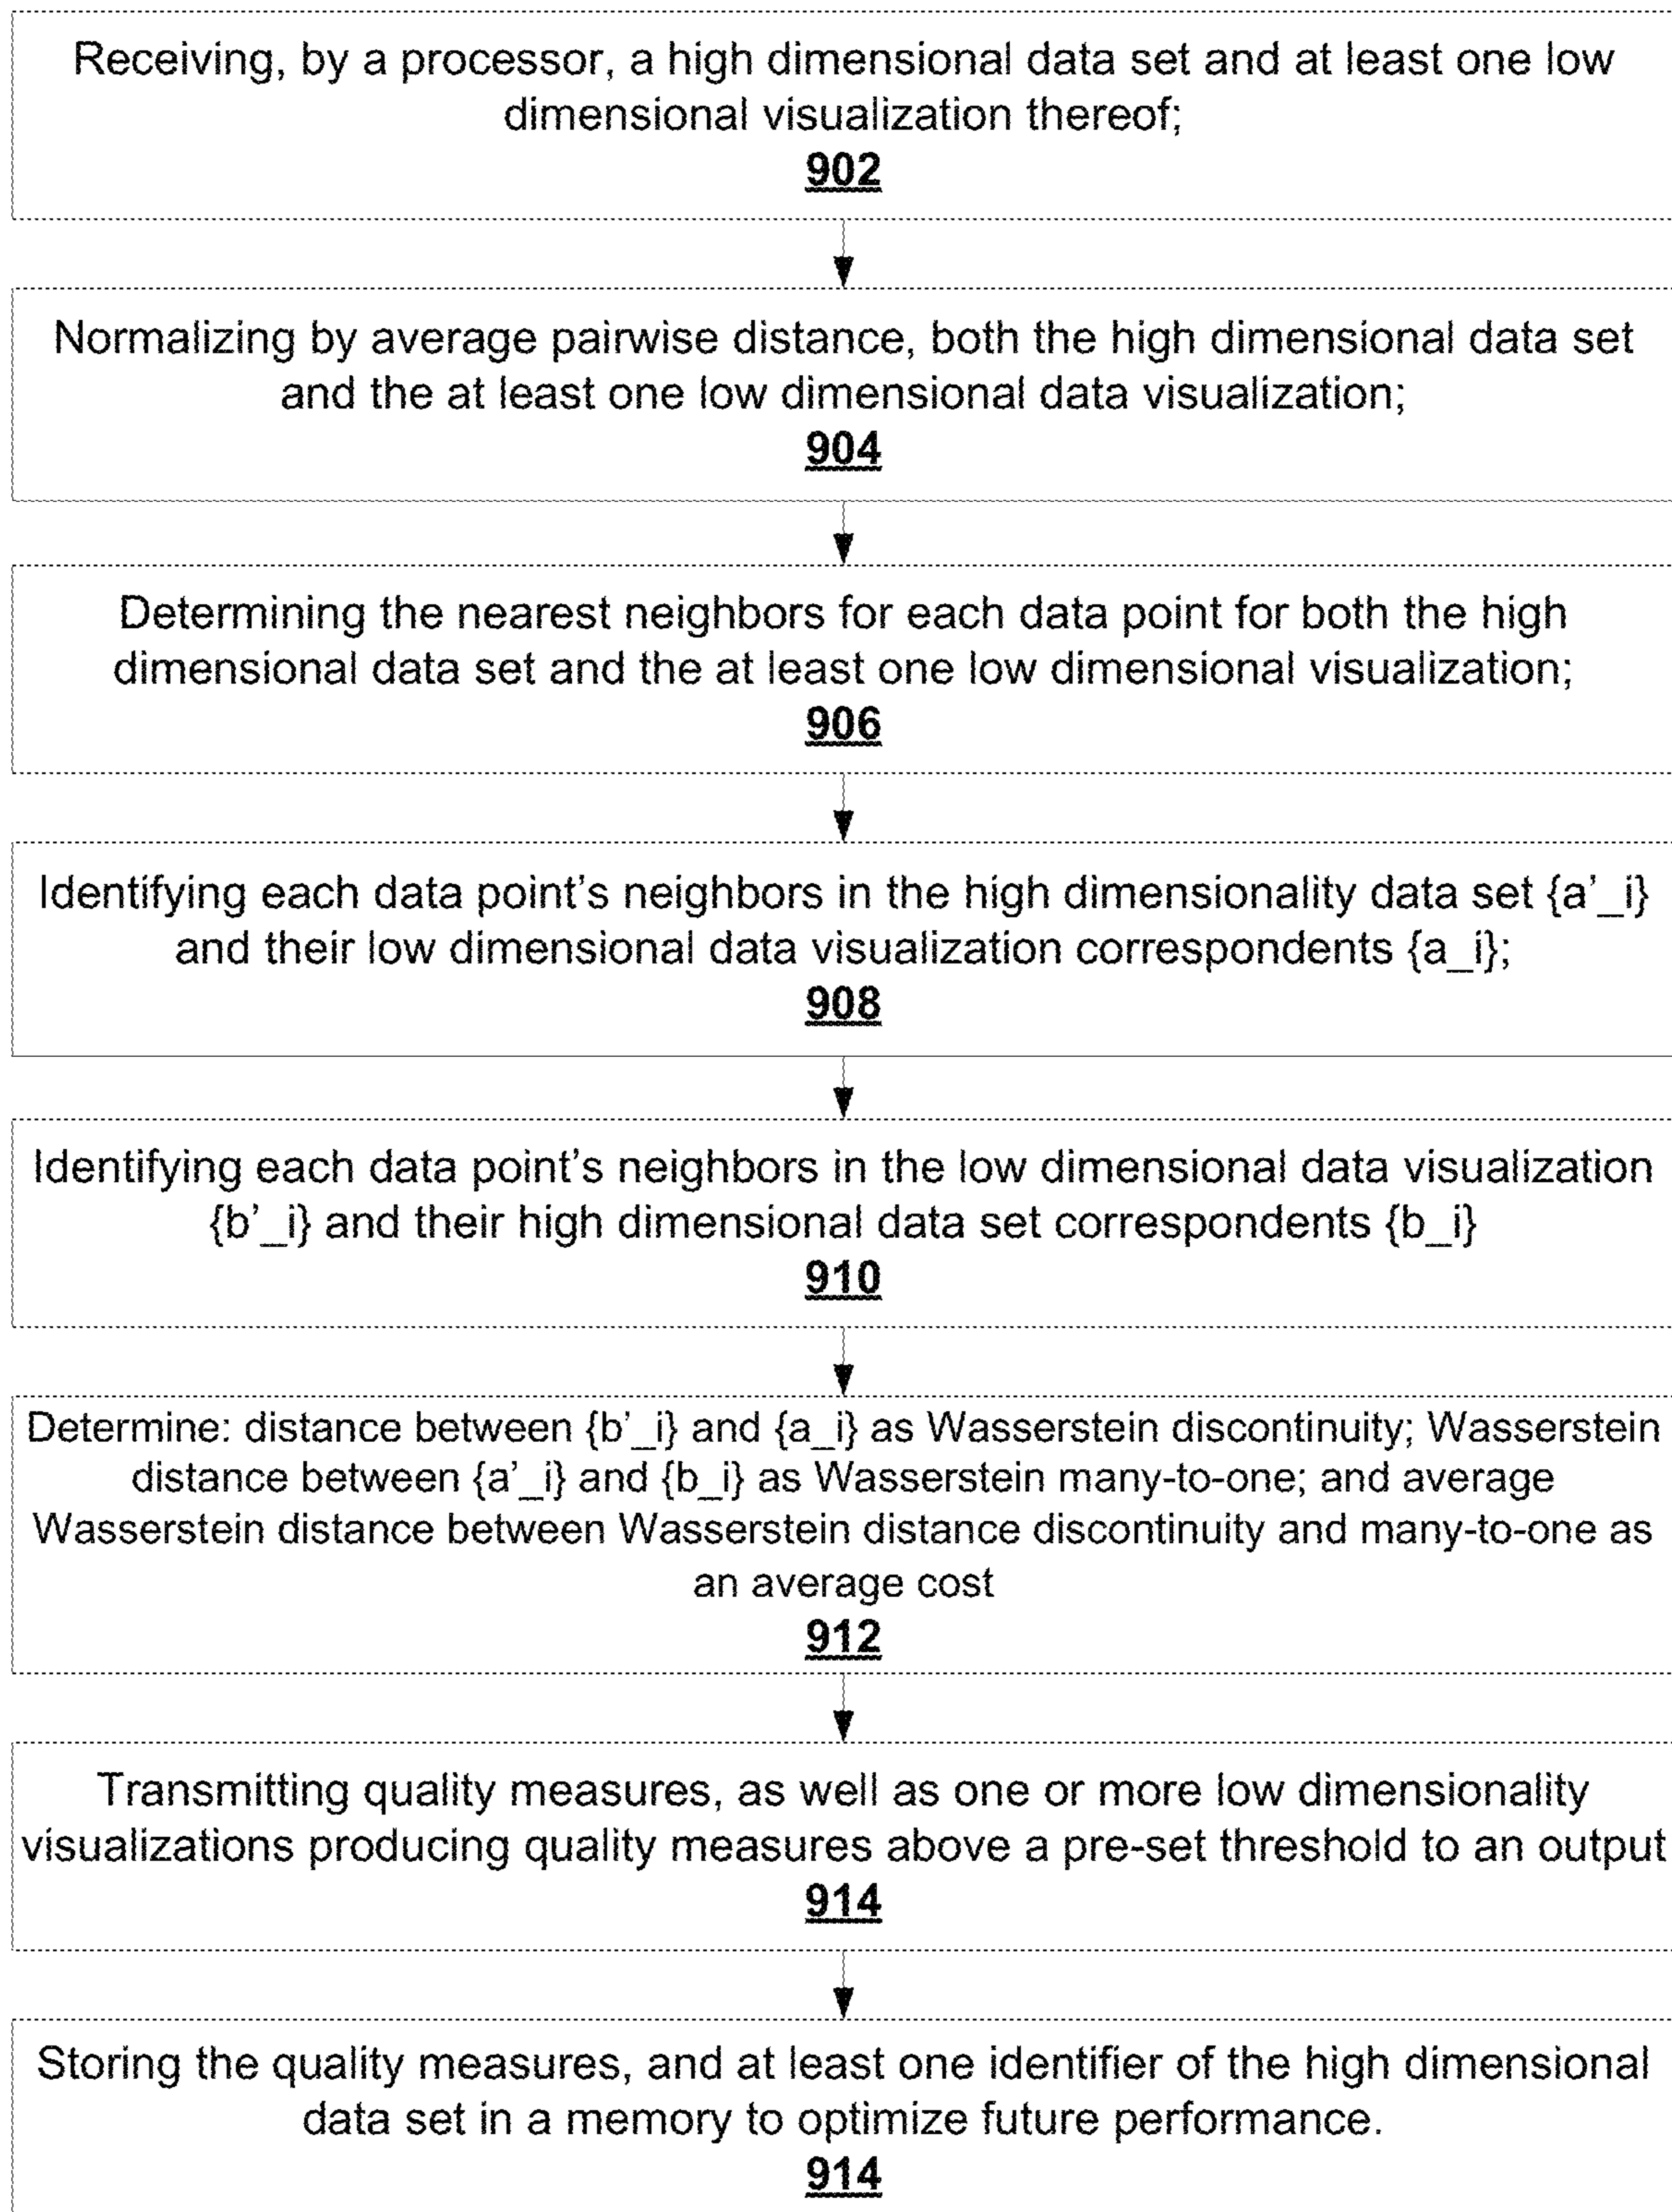 Receiving, by a processor, a high dimensional data set and at least one low
dimensional visualization thereof;
902
Normalizing by average pairwise distance, both the high dimensional data set
and the at least one low dimensional data visualization;
904
Determining the nearest neighbors for each data point for both the high
dimensional data set and the at least one low dimensional visualization;
906
Identifying each data point’s neighbors in the high dimensionality data set {a’_i}
and their low dimensional data visualization correspondents {a_i};
908
Identifying each data point’s neighbors in the low dimensional data visualization
{b’_i} and their high dimensional data set correspondents {b_i}
910
Determine: distance between {b’_i} and {a_i} as Wasserstein discontinuity; Wasserstein
distance between {a’_i} and {b_i} as Wasserstein many-to-one; and average
Wasserstein distance between Wasserstein distance discontinuity and many-to-one as
an average cost
912
Transmitting quality measures, as well as one or more low dimensionality
visualizations producing quality measures above a pre-set threshold to an output
914
Storing the quality measures, and at least one identifier of the high dimensional
data set in a memory to optimize future performance.
914